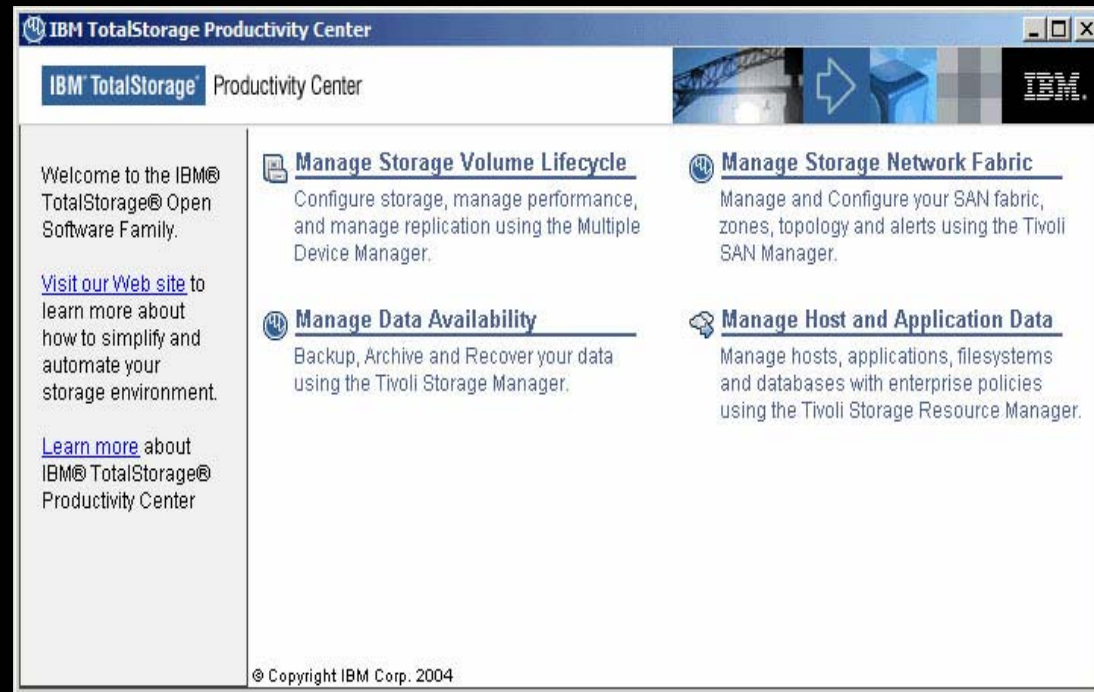 IBM TotalStorage Productivity Center
IBM® TotalStorage® Productivity Center
IBM®
Welcome to the IBM®
TotalStorage® Open
Software Family.
Visit our Web site to
learn more about
how to simplify and
automate your
storage environment.
Learn more about
IBM® TotalStorage®
Productivity Center
Manage Storage Volume Lifecycle
Configure storage, manage performance,
and manage replication using the Multiple
Device Manager.
Manage Storage Network Fabric
Manage and Configure your SAN fabric,
zones, topology and alerts using the Tivoli
SAN Manager.
Manage Data Availability
Backup, Archive and Recover your data
using the Tivoli Storage Manager.
Manage Host and Application Data
Manage hosts, applications, filesystems
and databases with enterprise policies
using the Tivoli Storage Resource Manager.
© Copyright IBM Corp. 2004